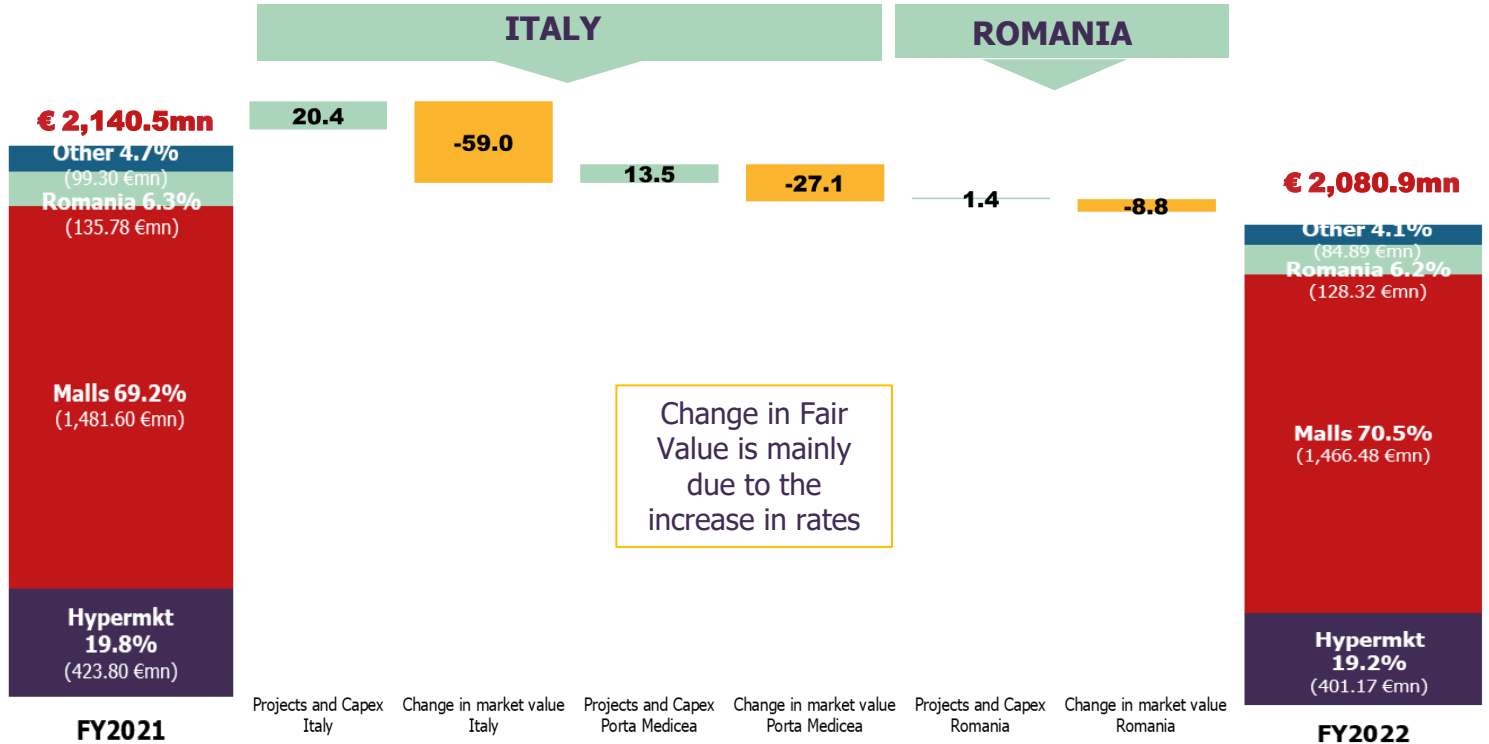 ITALY
ROMANIA
€ 2,140.5mn
Other 4.7%
(99.30 €mn)
Romania 6.3%
(135.78 €mn)
Malls 69.2%
(1,481.60 €mn)
Hypermkt
19.8%
(423.80 €mn)
FY2021
20.4
-59.0
13.5
-27.1
1.4
-8.8
Change in Fair
Value is mainly
due to the
increase in rates
Projects and Capex
Italy
Change in market value
Italy
Projects and Capex
Porta Medicea
Change in market value
Porta Medicea
Projects and Capex
Romania
Change in market value
Romania
€ 2,080.9mn
Other 4.1%
(84.89 €mn)
Romania 6.2%
(128.32 €mn)
Malls 70.5%
(1,466.48 €mn)
Hypermkt
19.2%
(401.17 €mn)
FY2022